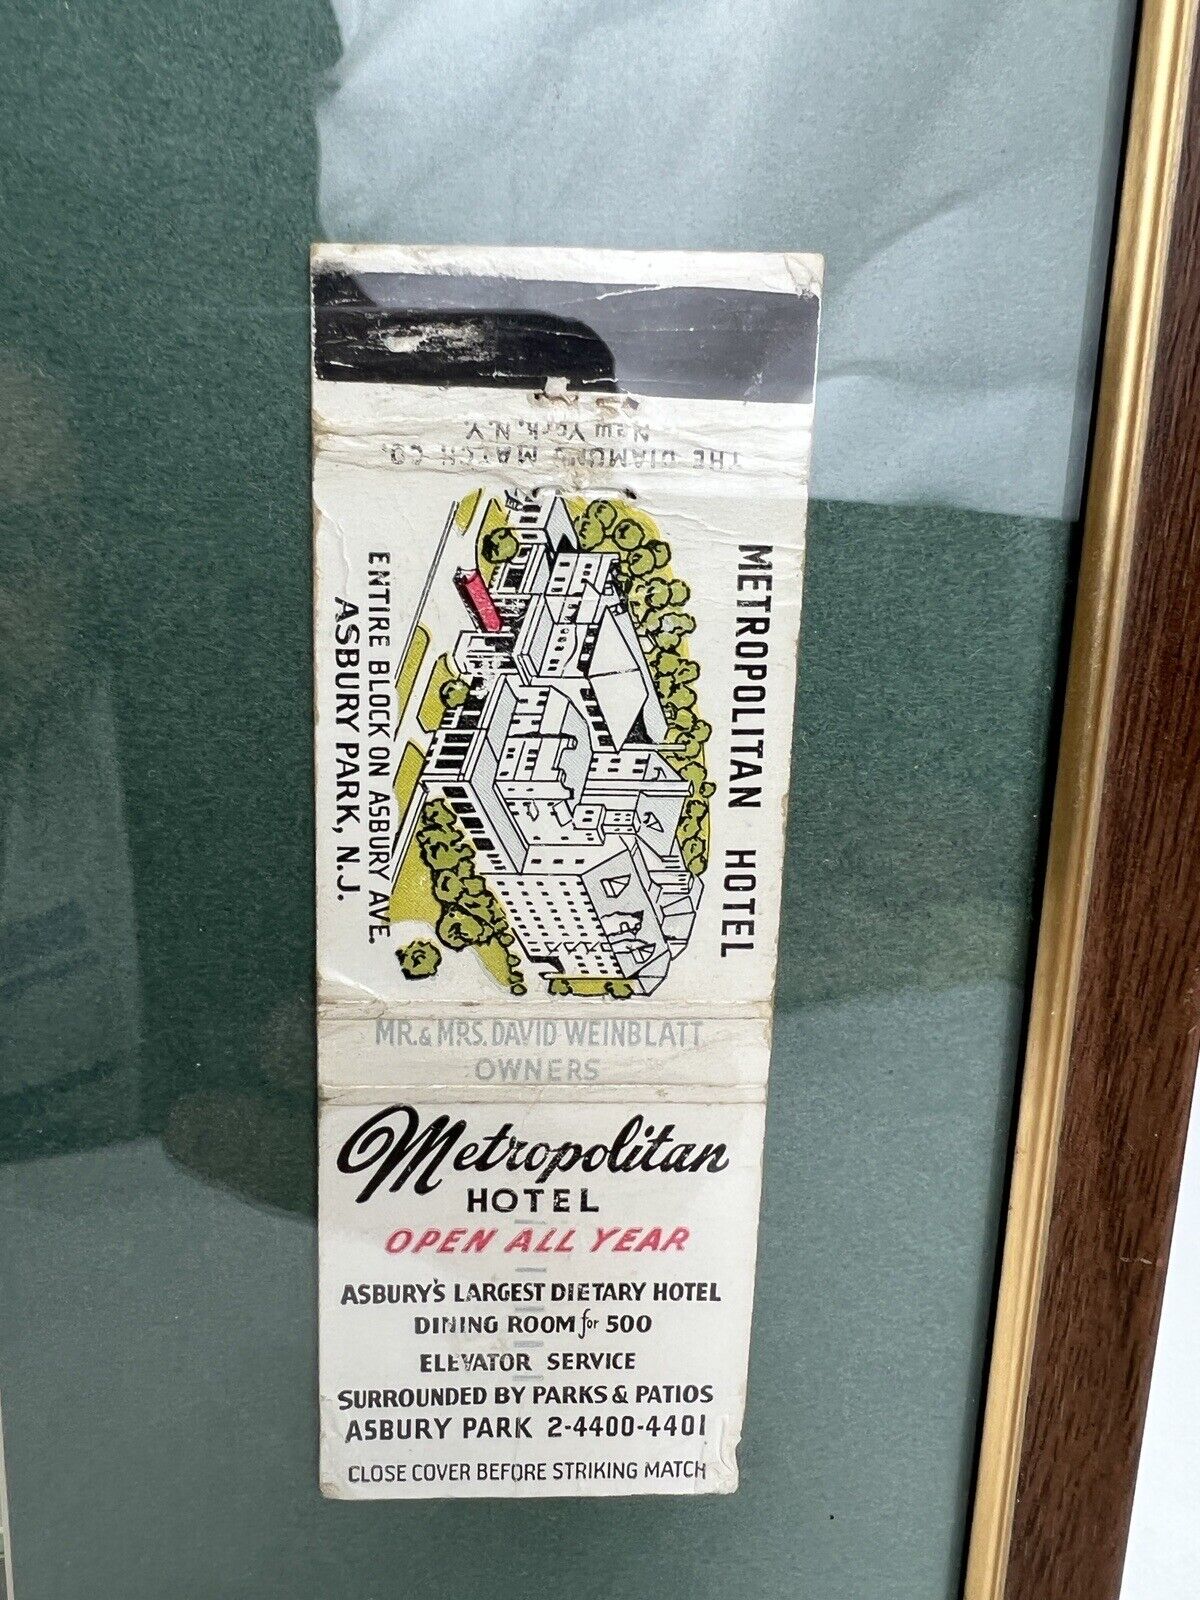 THE DIAMOND MATCH CO.
New York, N.Y.
METROPOLITAN HOTEL
ENTIRE BLOCK ON ASBURY AVE.
ASBURY PARK, N.J.
MR. & MRS. DAVID WEINBLATT
OWNERS
Metropolitan
HOTEL
OPEN ALL YEAR
ASBURY'S LARGEST DIETARY HOTEL
DINING ROOM for 500
ELEVATOR SERVICE
SURROUNDED BY PARKS & PATIOS
ASBURY PARK 2-4400-4401
CLOSE COVER BEFORE STRIKING MATCH